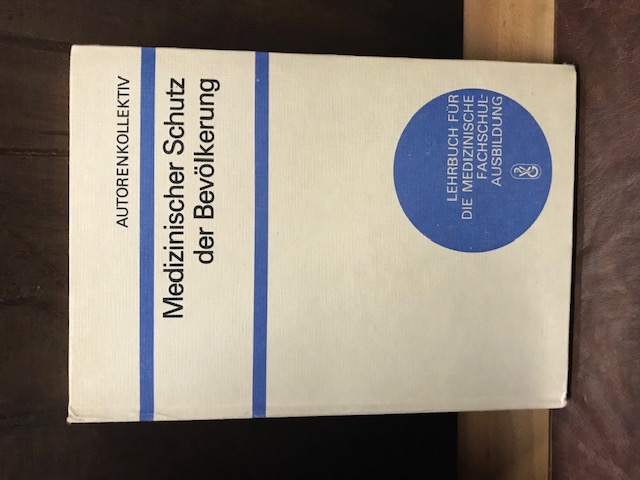 AUTORENKOLLEKTIV
Medizinischer Schutz
der Bevölkerung
LEHRBUCH FÜR
DIE MEDIZINISCHE
FACHSCHUL-
AUSBILDUNG